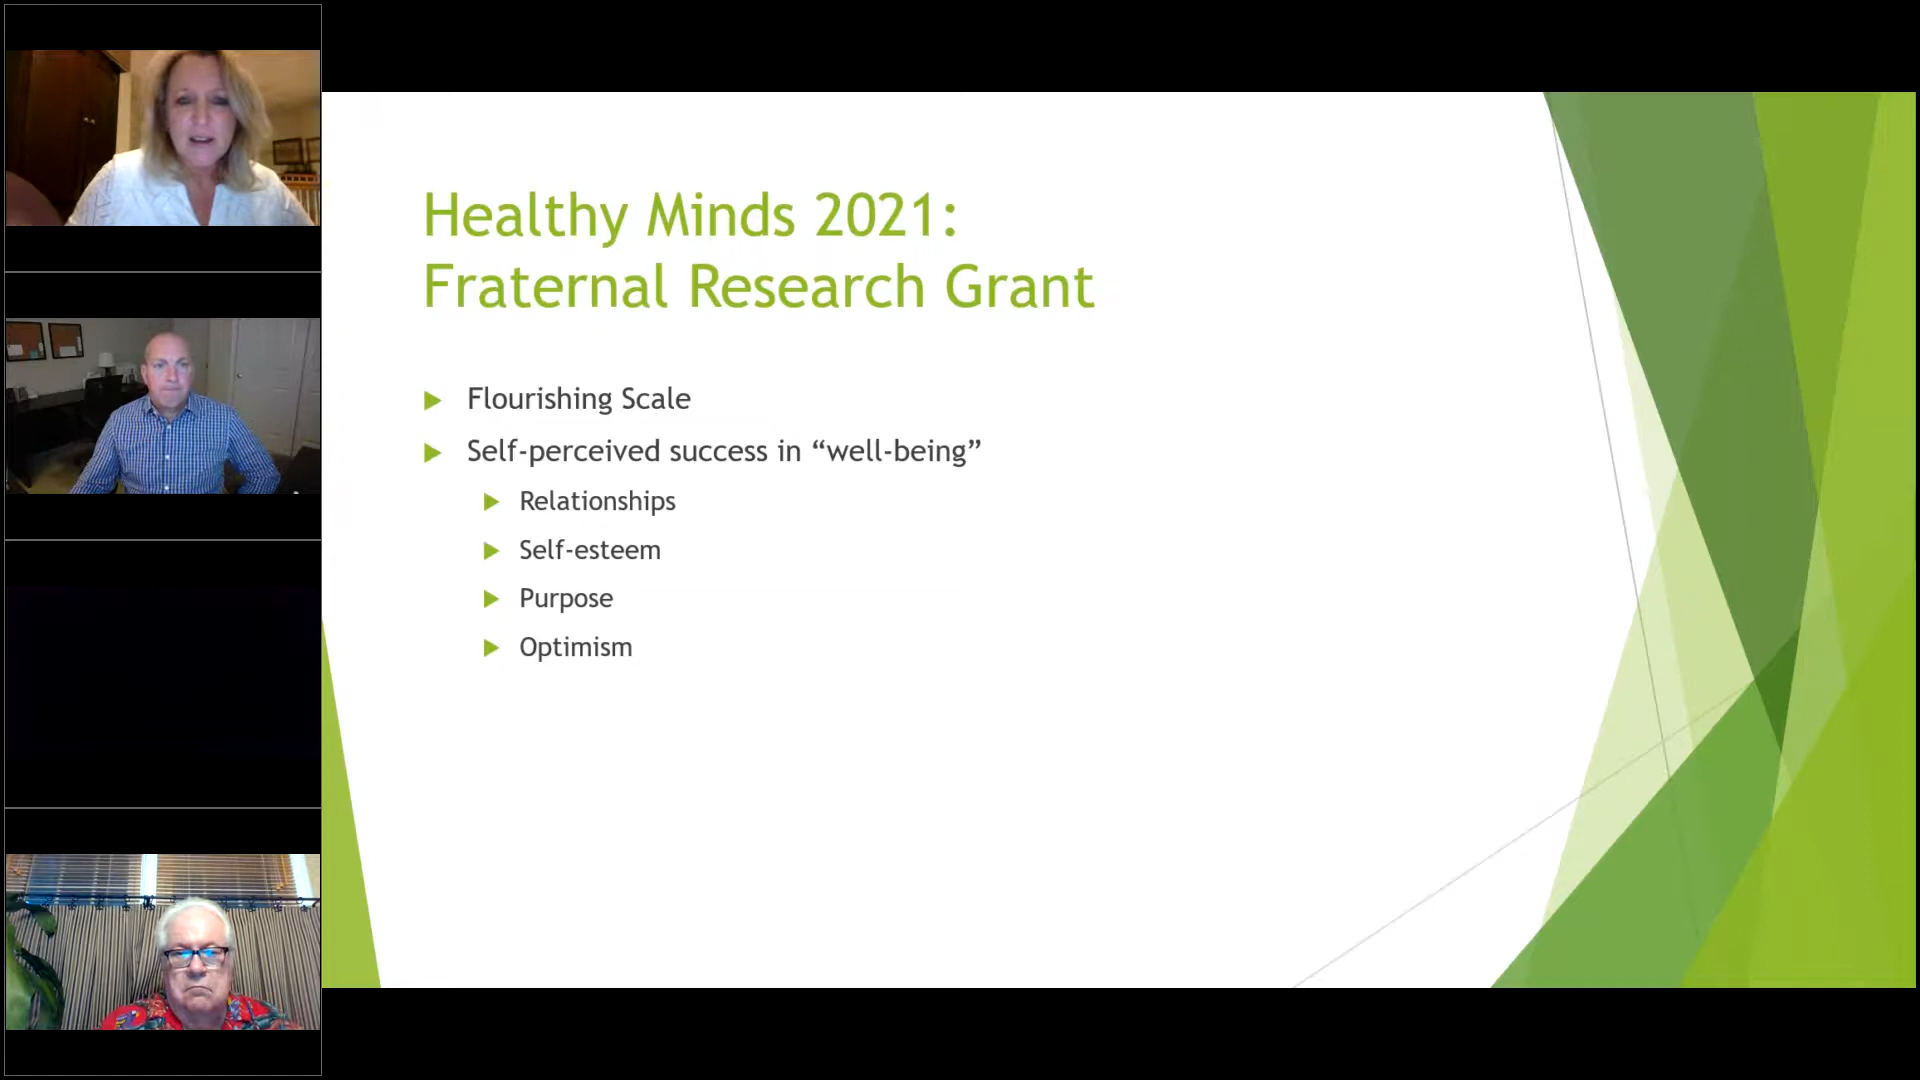 Healthy Minds 2021:
Fraternal Research Grant
Flourishing Scale
Self-perceived success in “well-being”
Relationships
Self-esteem
Purpose
Optimism